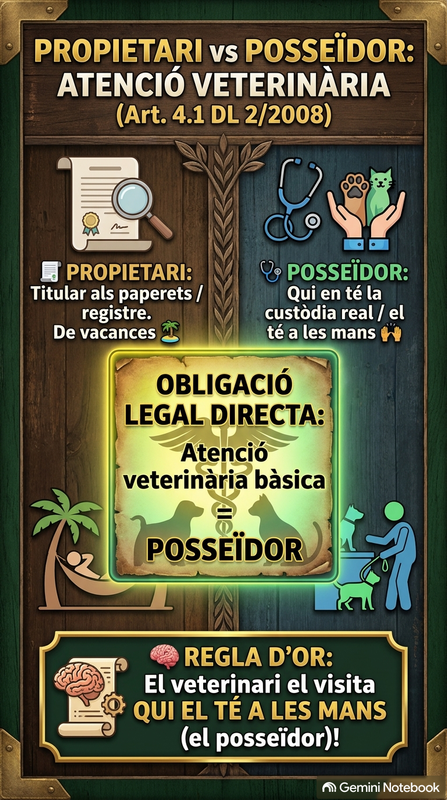 PROPIETARI vs POSSEÏDOR:
ATENCIÓ VETERINÀRIA
(Art. 4.1 DL 2/2008)
PROPIETARI:
Titular als paperets /
registre.
De vacances
POSSEÏDOR:
Qui en té la
custòdia real / el
té a les mans
OBLIGACIÓ
LEGAL DIRECTA:
Atenció
veterinària bàsica
=
POSSEÏDOR
REGLA D'OR:
El veterinari el visita
QUI EL TÉ A LES MANS
(el posseïdor)!
Gemini Notebook